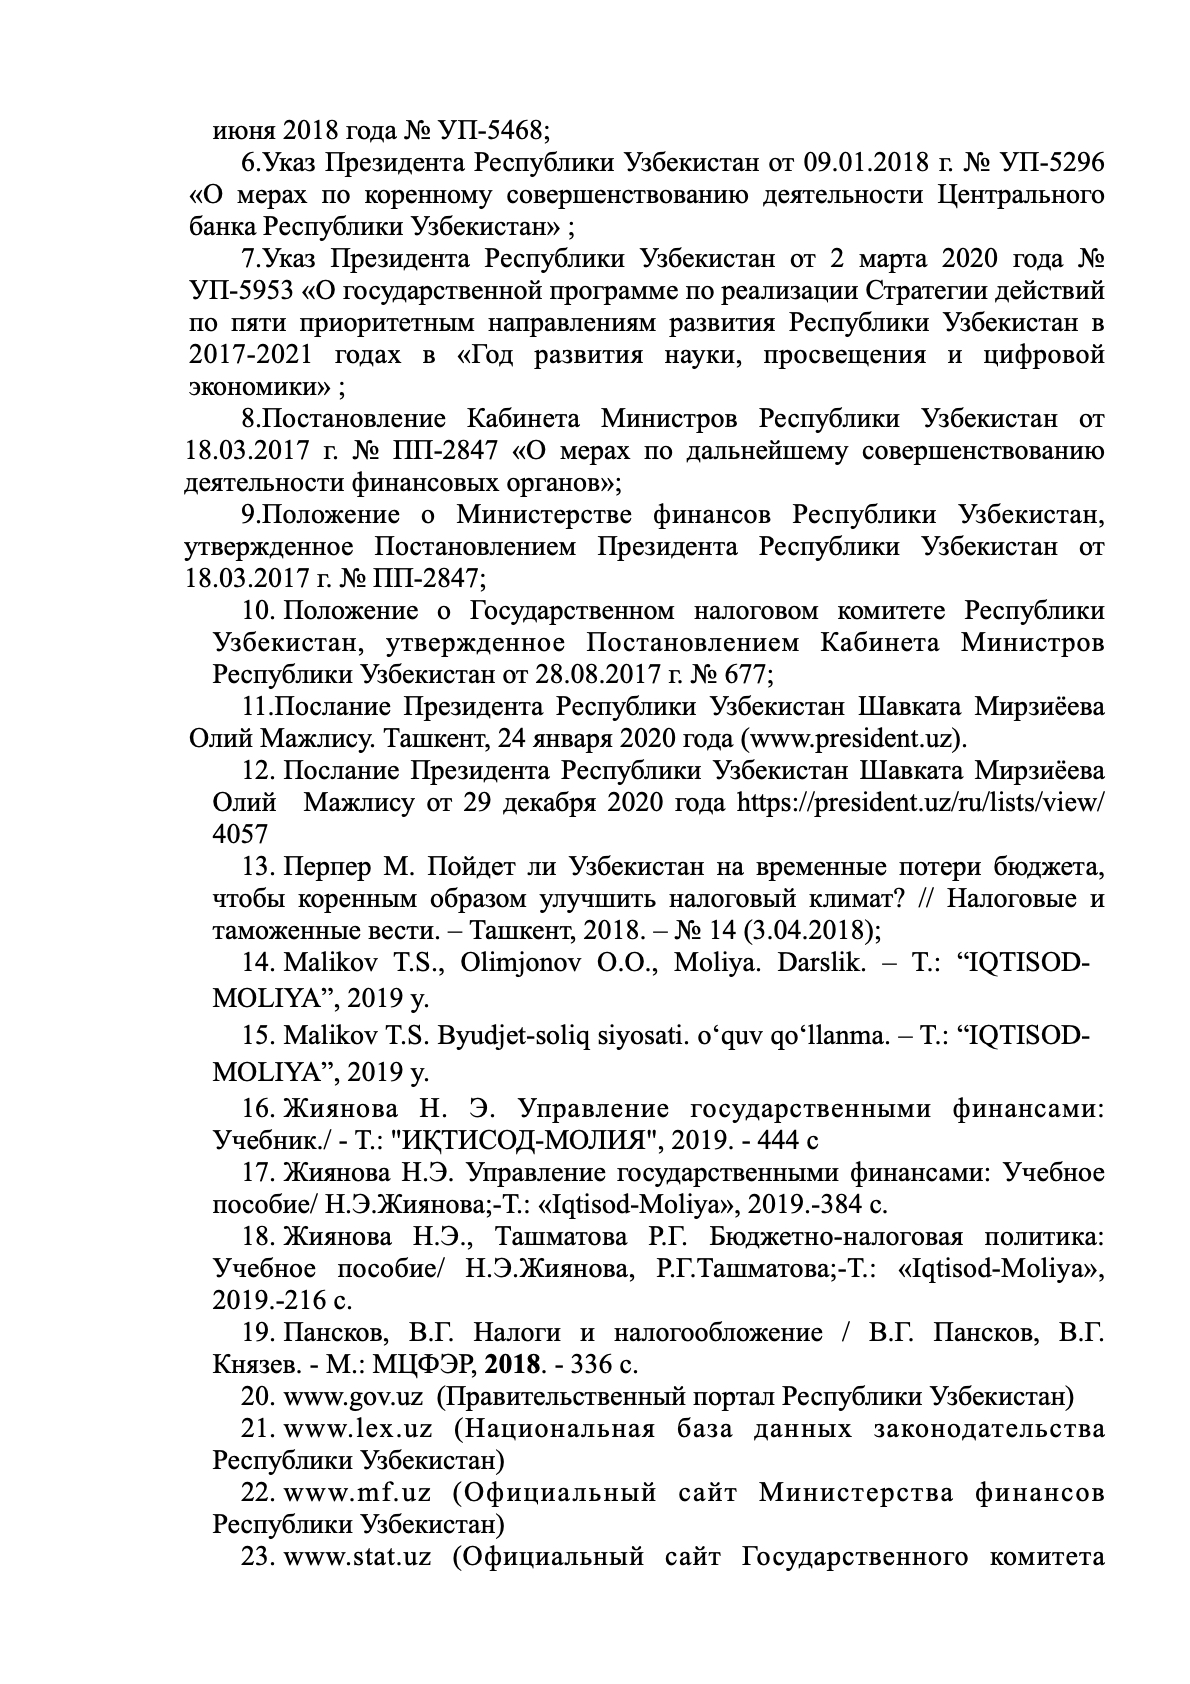 июня 2018 года № УП-5468;
6.Указ Президента Республики Узбекистан от 09.01.2018 г. № УП-5296
«О мерах по коренному совершенствованию деятельности Центрального
банка Республики Узбекистан» ;
7.Указ Президента Республики Узбекистан от 2 марта 2020 года №
УП-5953 «О государственной программе по реализации Стратегии действий
по пяти приоритетным направлениям развития Республики Узбекистан в
2017-2021 годах в «Год развития науки, просвещения и цифровой
экономики» ;
8.Постановление Кабинета Министров Республики Узбекистан от
18.03.2017 г. № ПП-2847 «О мерах по дальнейшему совершенствованию
деятельности финансовых органов»;
9.Положение о Министерстве финансов Республики Узбекистан,
утвержденное Постановлением Президента Республики Узбекистан от
18.03.2017 г. № ПП-2847;
10. Положение о Государственном налоговом комитете Республики
Узбекистан, утвержденное Постановлением Кабинета Министров
Республики Узбекистан от 28.08.2017 г. № 677;
11.Послание Президента Республики Узбекистан Шавката Мирзиёева
Олий Мажлису. Ташкент, 24 января 2020 года (www.president.uz).
12. Послание Президента Республики Узбекистан Шавката Мирзиёева
Олий Мажлису от 29 декабря 2020 года https://president.uz/ru/lists/view/
4057
13. Перпер М. Пойдет ли Узбекистан на временные потери бюджета,
чтобы коренным образом улучшить налоговый климат? // Налоговые и
таможенные вести. – Ташкент, 2018. – № 14 (3.04.2018);
14. Malikov T.S., Olimjonov O.O., Moliya. Darslik. – T.: “IQTISOD-
MOLIYA”, 2019 y.
15. Malikov T.S. Byudjet-soliq siyosati. o‘quv qo‘llanma. – T.: “IQTISOD-
MOLIYA”, 2019 y.
16. Жиянова Н. Э. Управление государственными финансами:
Учебник./ - Т.: "ИҚТИСОД-МОЛИЯ", 2019. - 444 с
17. Жиянова Н.Э. Управление государственными финансами: Учебное
пособие/ Н.Э.Жиянова;-Т.: «Iqtisod-Moliya», 2019.-384 с.
18. Жиянова Н.Э., Ташматова Р.Г. Бюджетно-налоговая политика:
Учебное пособие/ Н.Э.Жиянова, Р.Г.Ташматова;-Т.: «Iqtisod-Moliya»,
2019.-216 с.
19. Пансков, В.Г. Налоги и налогообложение / В.Г. Пансков, В.Г.
Князев. - М.: МЦФЭР, 2018. - 336 с.
20. www.gov.uz (Правительственный портал Республики Узбекистан)
21. www.lex.uz (Национальная база данных законодательства
Республики Узбекистан)
22. www.mf.uz (Официальный сайт Министерства финансов
Республики Узбекистан)
23. www.stat.uz (Официальный сайт Государственного комитета